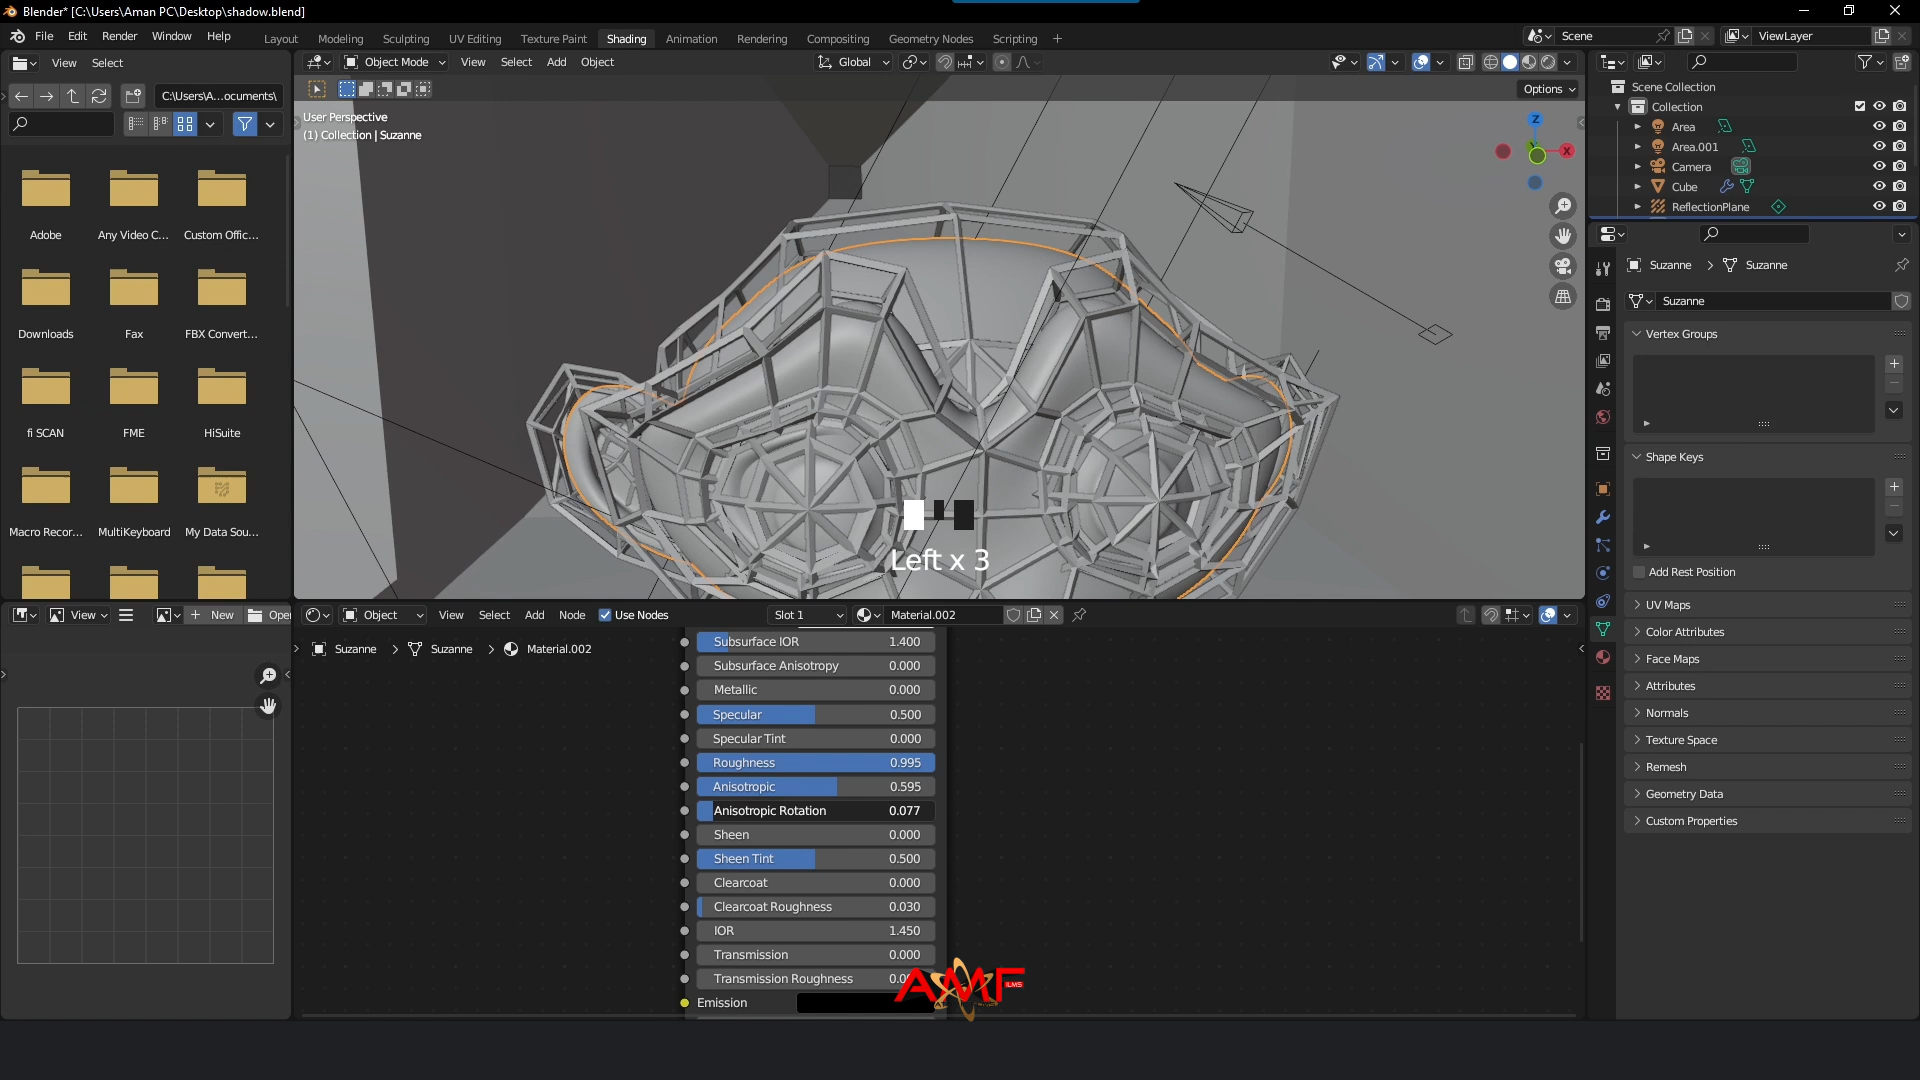 Blender* [C:\Users\Aman PC\Desktop\shadow.blend]
File Edit Render Window Help
Layout Modeling Sculpting UV Editing Texture Paint Shading Animation Rendering Compositing Geometry Nodes Scripting +
Scene
ViewLayer
View Select
C:\Users\A...ocuments\
Adobe
Any Video C...
Custom Offic...
Downloads
Fax
FBX Convert...
fi SCAN
FME
HiSuite
Macro Recor...
MultiKeyboard
My Data Sou...
Object Mode View Select Add Object
Global
Options
User Perspective
(1) Collection | Suzanne
Z
X
Left x 3
Scene Collection
Collection
Area
Area.001
Camera
Cube
ReflectionPlane
Suzanne > Suzanne
Suzanne
Vertex Groups
Shape Keys
Add Rest Position
UV Maps
Color Attributes
Face Maps
Attributes
Normals
Texture Space
Remesh
Geometry Data
Custom Properties
View
+ New
Open
Object View Select Add Node Use Nodes
Slot 1
Material.002
Suzanne > Suzanne > Material.002
Subsurface IOR 1.400
Subsurface Anisotropy 0.000
Metallic 0.000
Specular 0.500
Specular Tint 0.000
Roughness 0.995
Anisotropic 0.595
Anisotropic Rotation 0.077
Sheen 0.000
Sheen Tint 0.500
Clearcoat 0.000
Clearcoat Roughness 0.030
IOR 1.450
Transmission 0.000
Transmission Roughness
Emission
AMF
ILMS